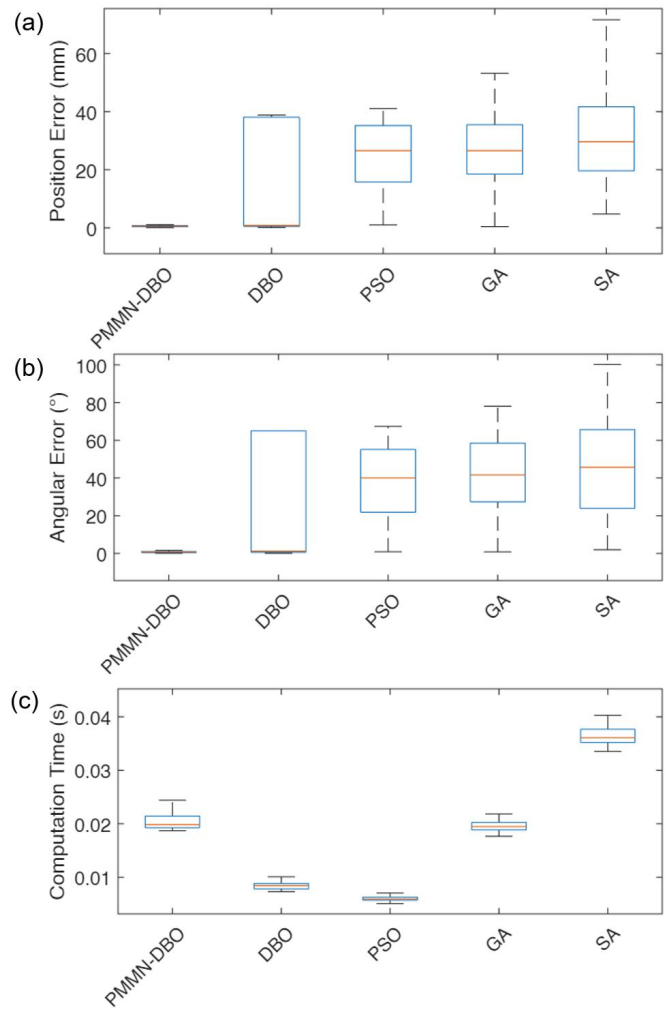 (a)
Position Error (mm)
60
40
20
0
PMMN-DBO
DBO
PSO
GA
SA
(b)
Angular Error (°)
100
80
60
40
20
0
PMMN-DBO
DBO
PSO
GA
SA
(c)
Computation Time (s)
0.04
0.03
0.02
0.01
PMMN-DBO
DBO
PSO
GA
SA